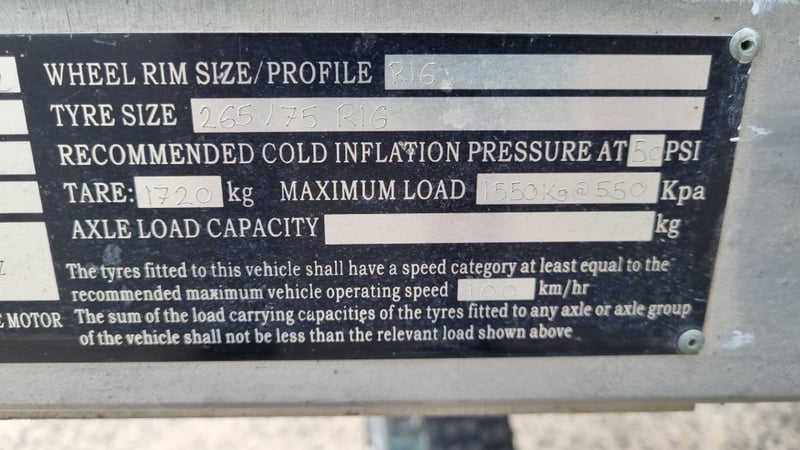 WHEEL RIM SIZE/PROFILE R16
TYRE SIZE 265/75 R16
RECOMMENDED COLD INFLATION PRESSURE AT 50 PSI
TARE: 1720 kg MAXIMUM LOAD 1550Kg@550 Kpa
AXLE LOAD CAPACITY kg
The tyres fitted to this vehicle shall have a speed category at least equal to the
recommended maximum vehicle operating speed 100 km/hr
MOTOR The sum of the load carrying capacities of the tyres fitted to any axle or axle group
of the vehicle shall not be less than the relevant load shown above